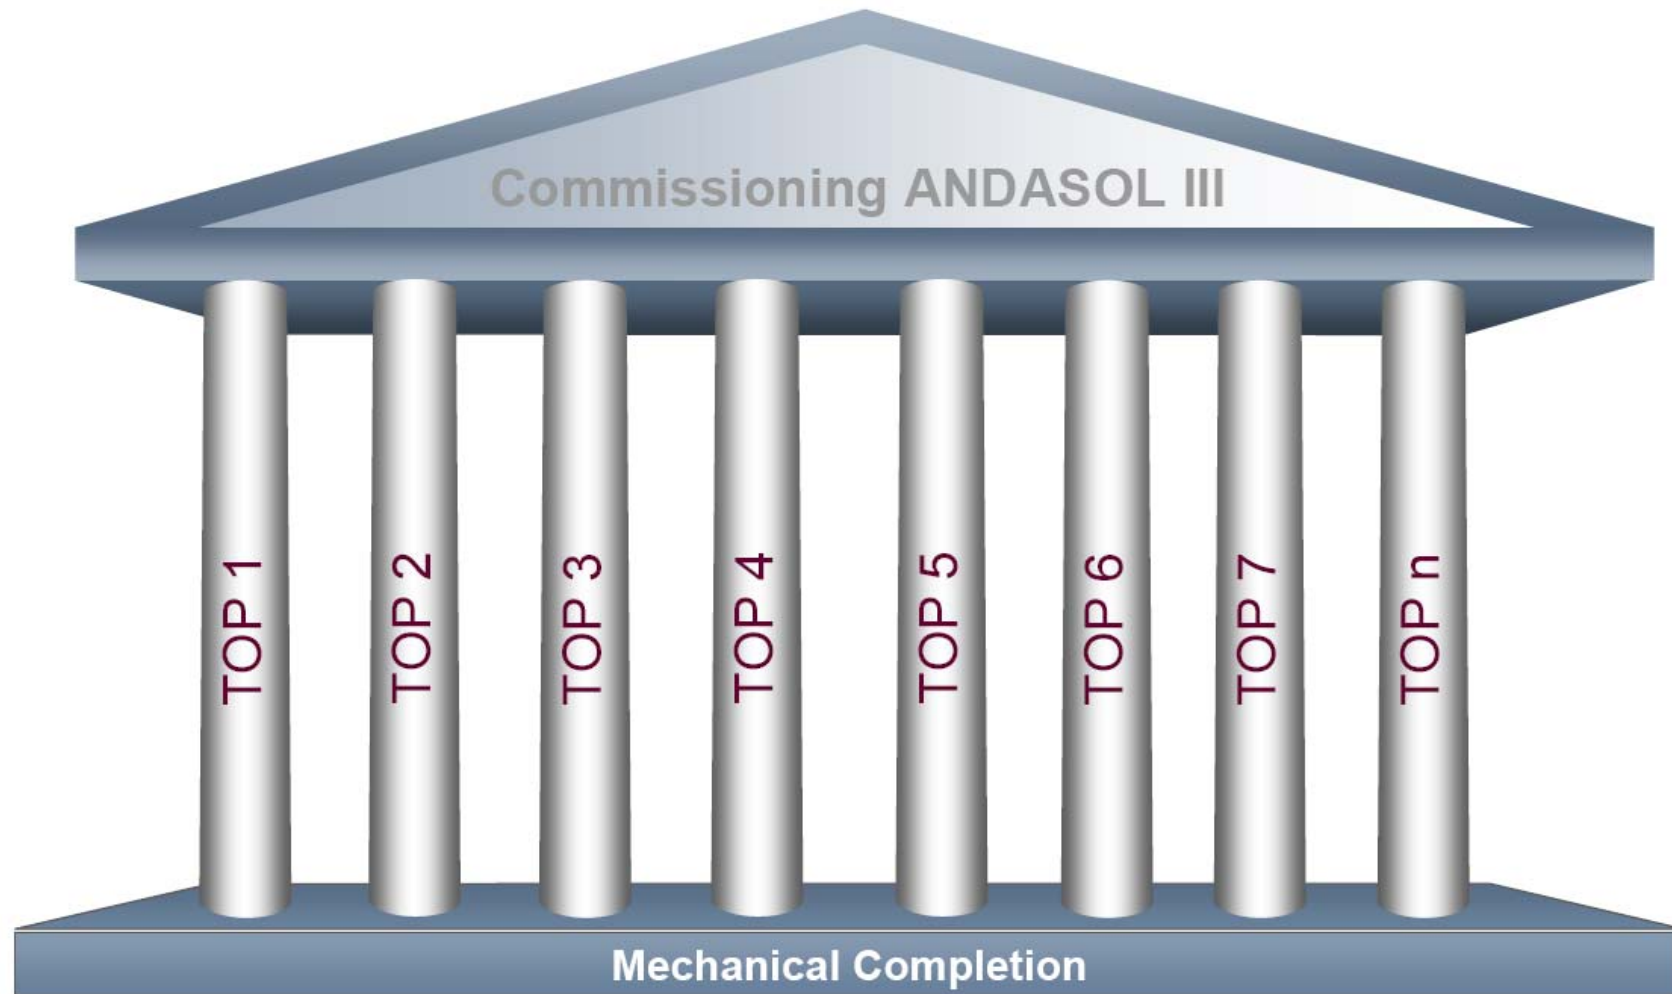 Commissioning ANDASOL III
TOP 1
TOP 2
TOP 3
TOP 4
TOP 5
TOP 6
TOP 7
TOP n
Mechanical Completion